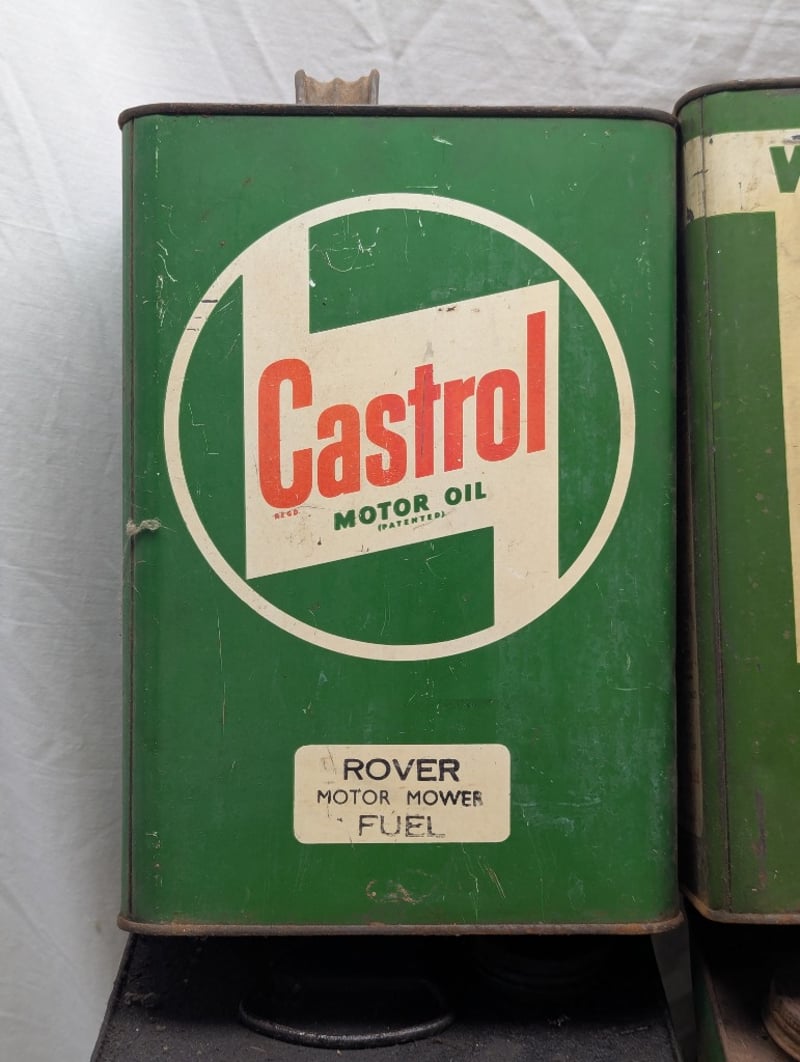 Castrol
REGD.
MOTOR OIL
(PATENTED)
ROVER
MOTOR MOWER
FUEL